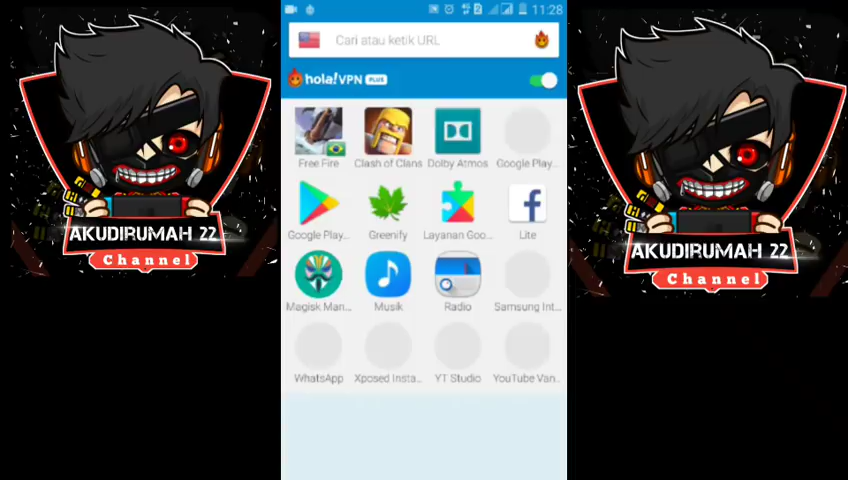 11:28
Cari atau ketik URL
hola!VPN PLUS
Free Fire
Clash of Clans
Dolby Atmos
Google Play...
Google Play...
Greenify
Layanan Goo...
Lite
Magisk Man...
Musik
Radio
Samsung Int...
WhatsApp
Xposed Insta...
YT Studio
YouTube Van...
AKUDIRUMAH 22
Channel
AKUDIRUMAH 22
Channel